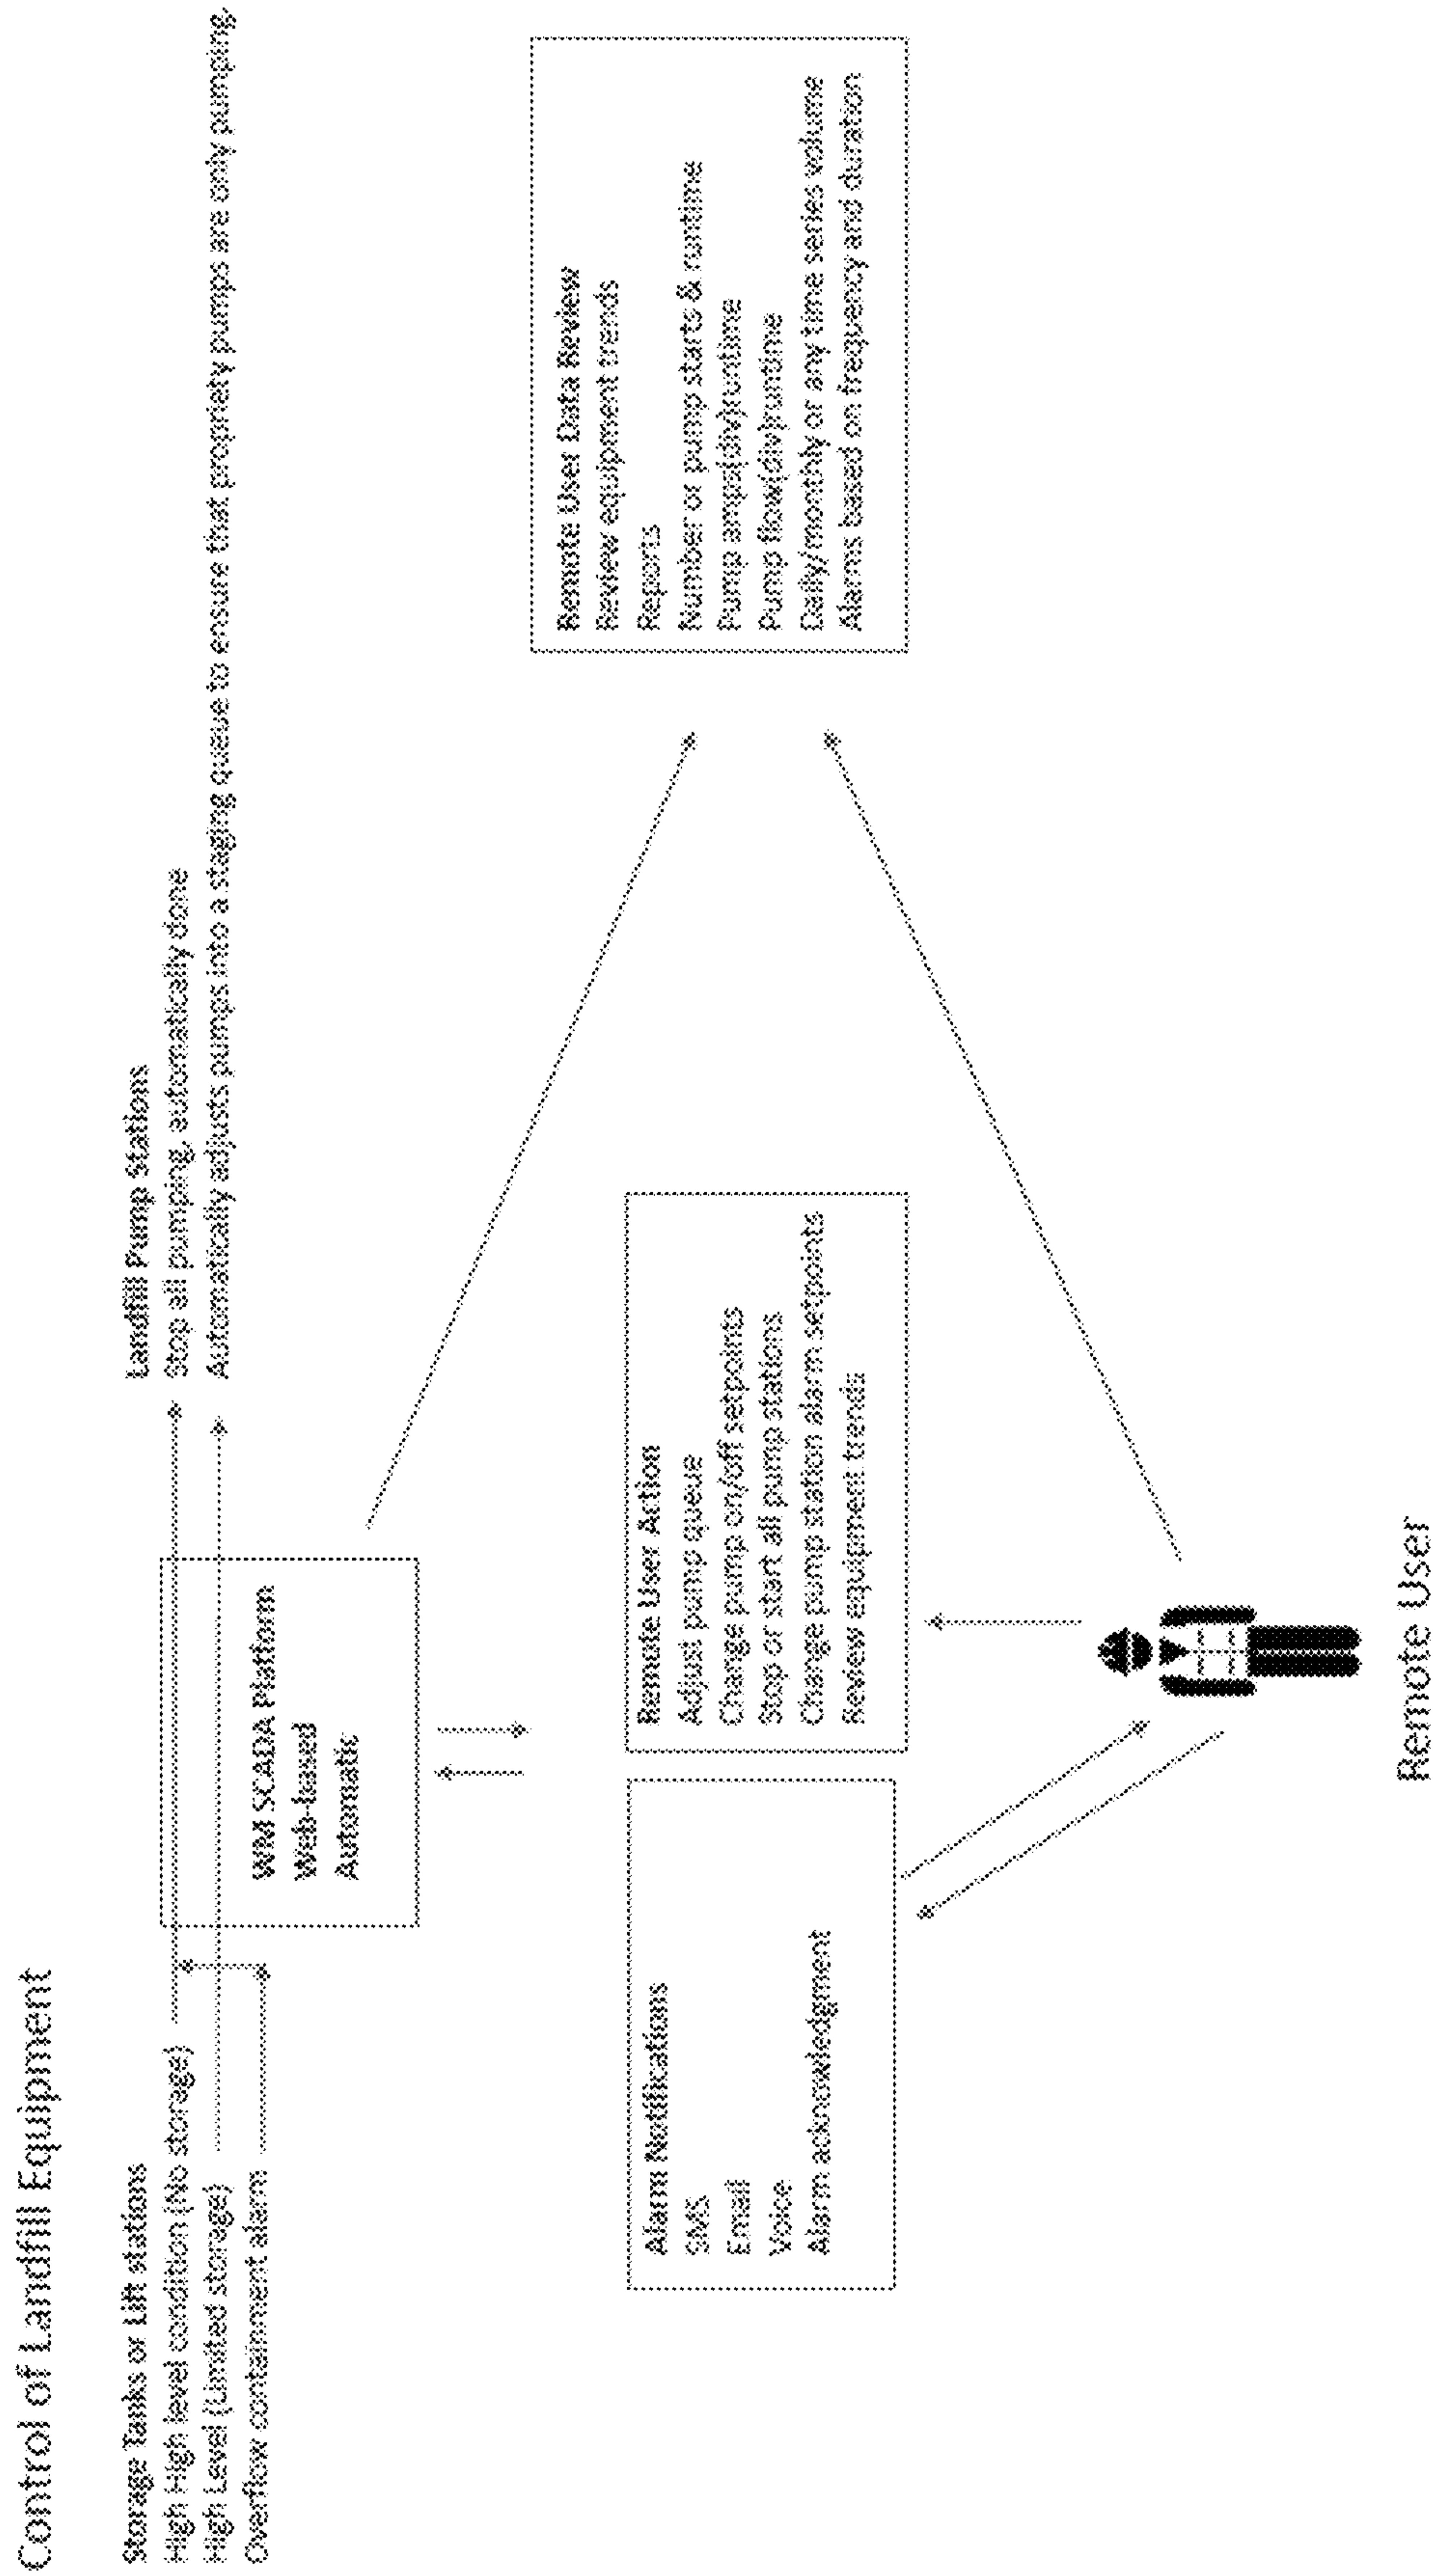 Control of Landfill Equipment
Storage Tanks or Lift stations
High High level condition (No storage)
High Level (Limited storage)
Overflow containment alarm
Landfill Pump Stations
Stop all pumping, automatically done
Automatically adjusts pumps into a staging queue to ensure that propriety pumps are only pumping.
WM SCADA Platform
Web-based
Automatic
Alarm Notifications
SMS
Email
Voice
Alarm acknowledgment
Remote User Action
Adjust pump queue
Change pump on/off setpoints
Stop or start all pump stations
Change pump station alarm setpoints
Review equipment trends
Remote User Data Review
Review equipment trends
Reports
Number or pump starts & runtime
Pump amps(div)runtime
Pump flow(div)runtime
Daily/monthly or any time series volume
Alarms based on frequency and duration
Remote User